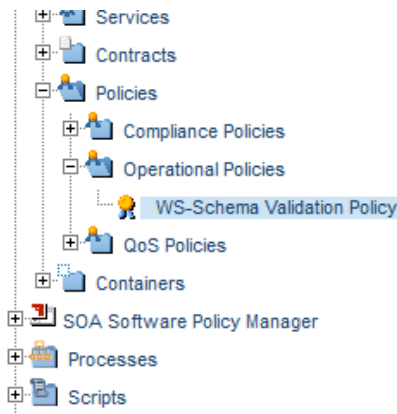 Services
Contracts
Policies
Compliance Policies
Operational Policies
WS-Schema Validation Policy
QoS Policies
Containers
SOA Software Policy Manager
Processes
Scripts